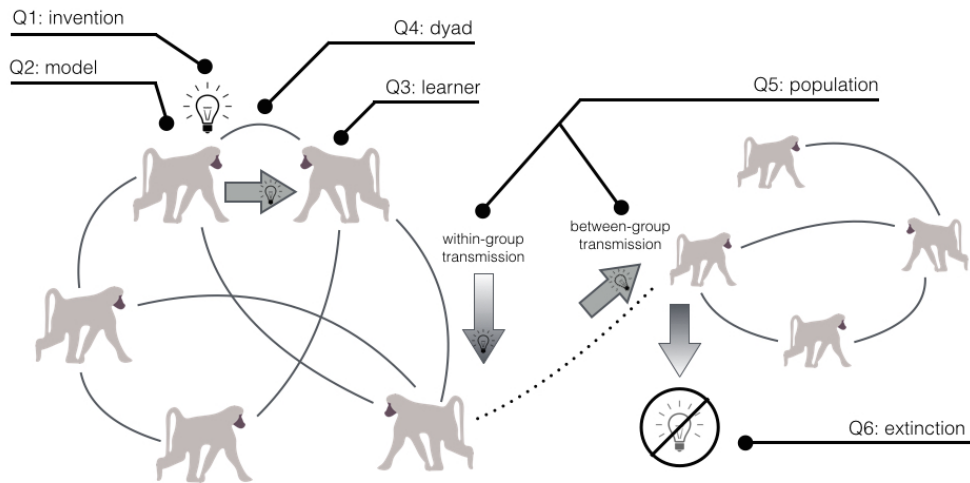 Q1: invention
Q4: dyad
Q2: model
Q3: learner
Q5: population
within-group
transmission
between-group
transmission
Q6: extinction